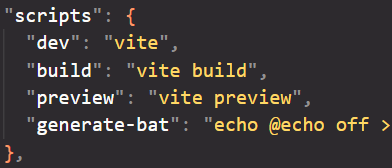 "scripts": {
"dev": "vite",
"build": "vite build",
"preview": "vite preview",
"generate-bat": "echo @echo off >
},